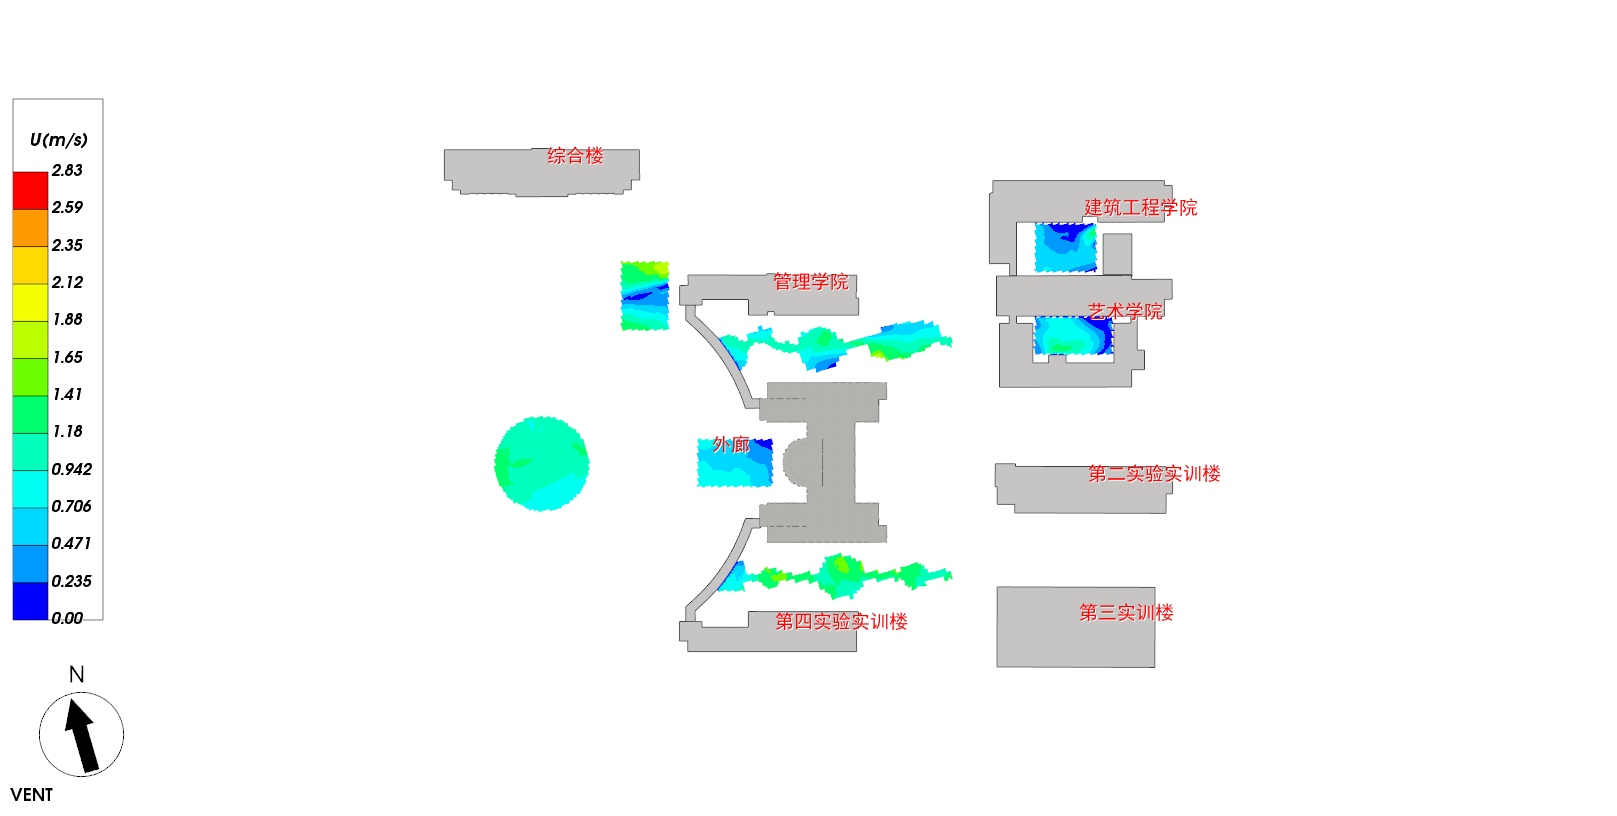 U(m/s)
2.83
2.59
2.35
2.12
1.88
1.65
1.41
1.18
0.942
0.706
0.471
0.235
0.00
N
VENT
综合楼
建筑工程学院
管理学院
艺术学院
外廊
第二实验实训楼
第三实训楼
第四实验实训楼